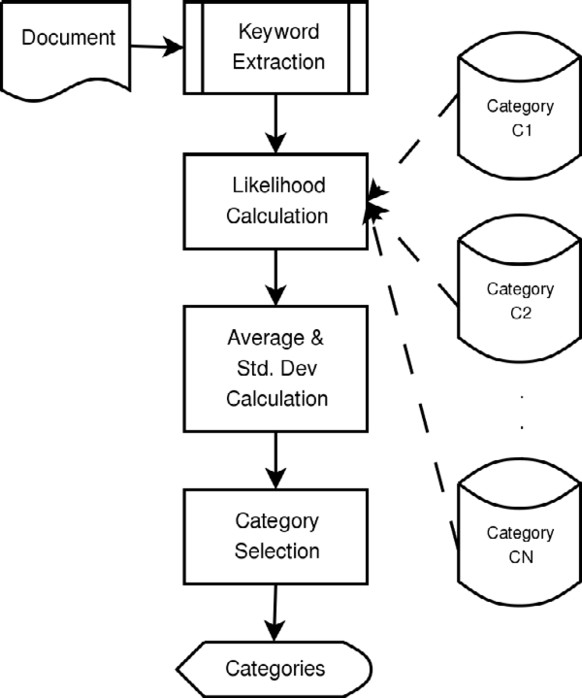 Document
Keyword
Extraction
Likelihood
Calculation
Average &
Std. Dev
Calculation
Category
Selection
Categories
Category
C1
Category
C2
.
.
Category
CN